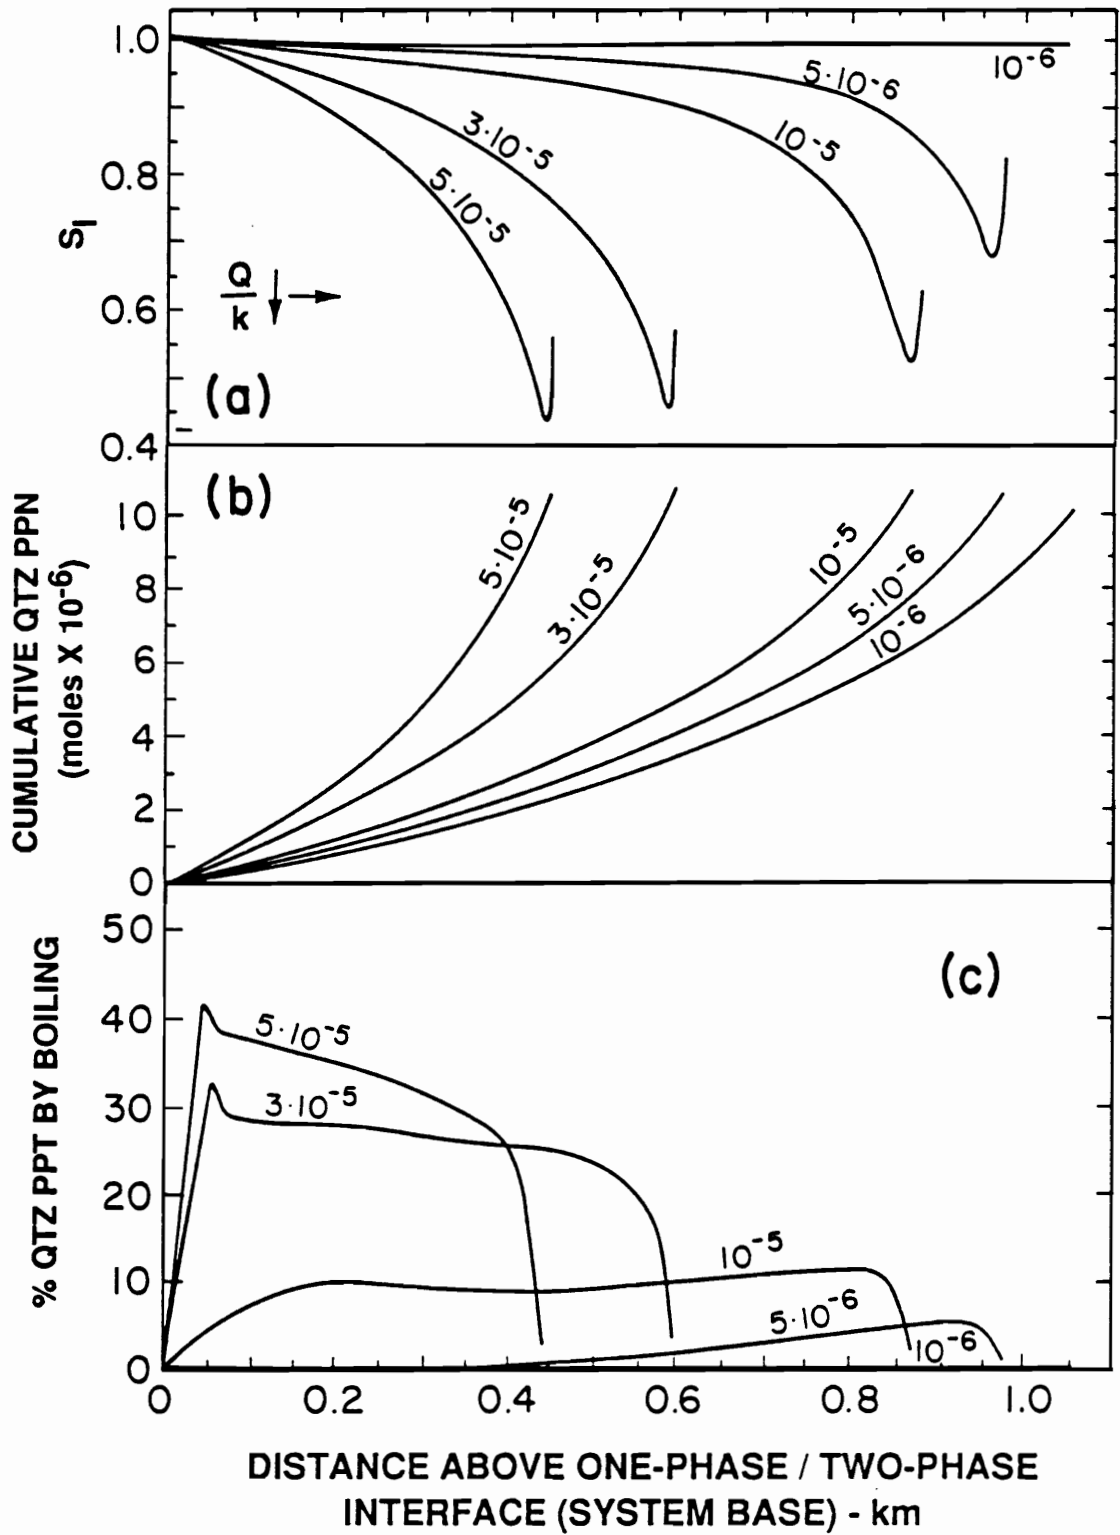 1.0
0.8
0.6
0.4
S₁
Q
k
(a)
10⁻⁶
5·10⁻⁶
10⁻⁵
3·10⁻⁵
5·10⁻⁵
CUMULATIVE QTZ PPN
(moles X 10⁻⁶)
10
8
6
4
2
0
(b)
5·10⁻⁵
3·10⁻⁵
10⁻⁵
5·10⁻⁶
10⁻⁶
% QTZ PPT BY BOILING
50
40
30
20
10
0
(c)
5·10⁻⁵
3·10⁻⁵
10⁻⁵
5·10⁻⁶
10⁻⁶
0 0.2 0.4 0.6 0.8 1.0
DISTANCE ABOVE ONE-PHASE / TWO-PHASE
INTERFACE (SYSTEM BASE) - km